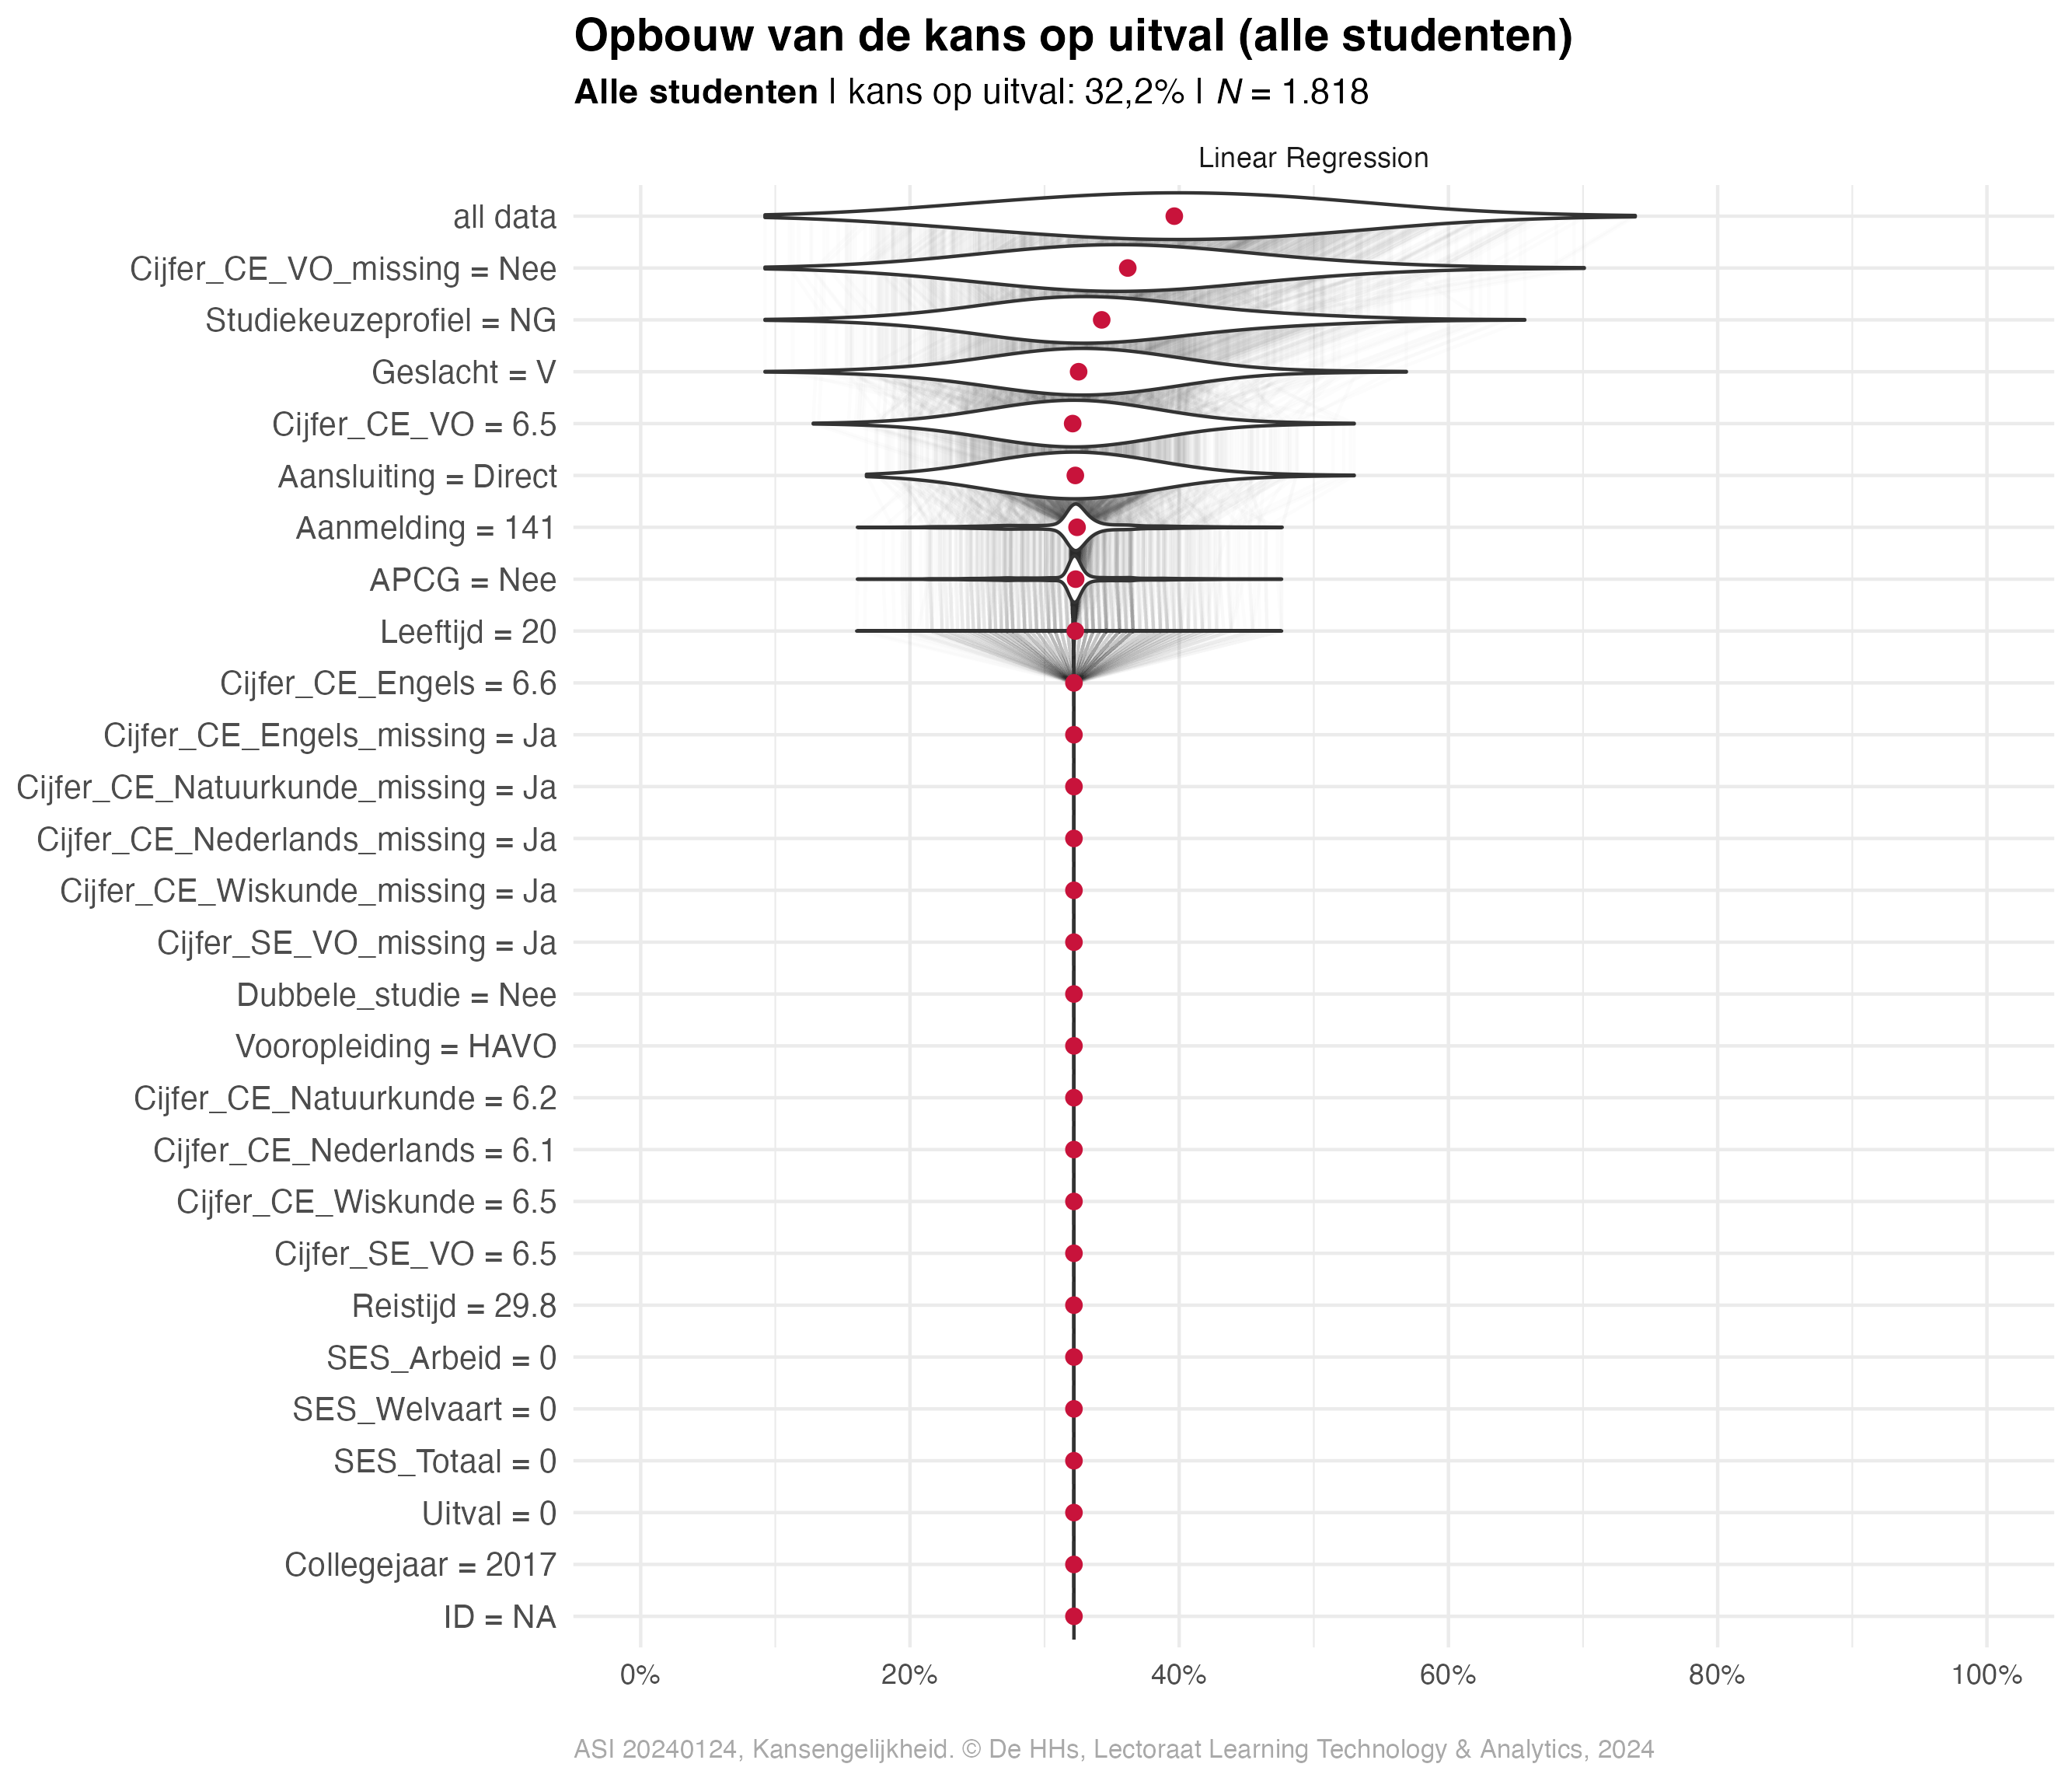 Opbouw van de kans op uitval (alle studenten)
Alle studenten | kans op uitval: 32,2% | N = 1.818
Linear Regression
all data
Cijfer_CE_VO_missing = Nee
Studiekeuzeprofiel = NG
Geslacht = V
Cijfer_CE_VO = 6.5
Aansluiting = Direct
Aanmelding = 141
APCG = Nee
Leeftijd = 20
Cijfer_CE_Engels = 6.6
Cijfer_CE_Engels_missing = Ja
Cijfer_CE_Natuurkunde_missing = Ja
Cijfer_CE_Nederlands_missing = Ja
Cijfer_CE_Wiskunde_missing = Ja
Cijfer_SE_VO_missing = Ja
Dubbele_studie = Nee
Vooropleiding = HAVO
Cijfer_CE_Natuurkunde = 6.2
Cijfer_CE_Nederlands = 6.1
Cijfer_CE_Wiskunde = 6.5
Cijfer_SE_VO = 6.5
Reistijd = 29.8
SES_Arbeid = 0
SES_Welvaart = 0
SES_Totaal = 0
Uitval = 0
Collegejaar = 2017
ID = NA
0% 20% 40% 60% 80% 100%
ASI 20240124, Kansengelijkheid. © De HHs, Lectoraat Learning Technology & Analytics, 2024